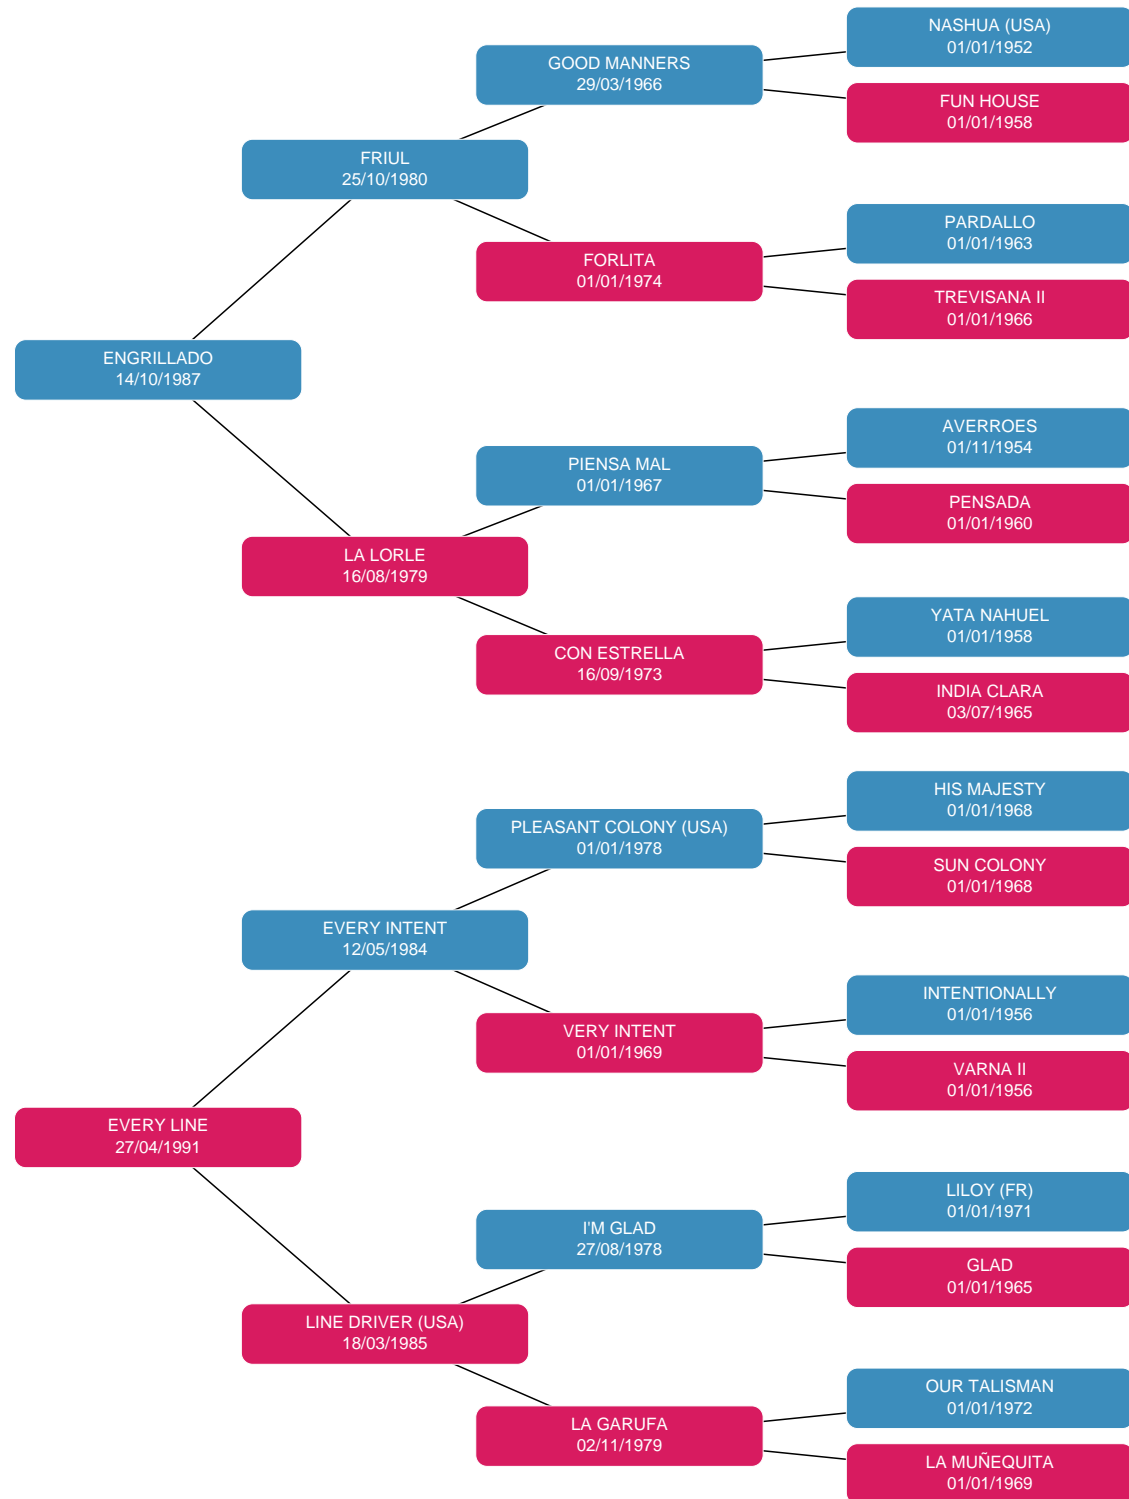 NASHUA (USA)
01/01/1952
GOOD MANNERS
29/03/1966
FUN HOUSE
01/01/1958
FRIUL
25/10/1980
PARDALLO
01/01/1963
FORLITA
01/01/1974
TREVISANA II
01/01/1966
ENGRILLADO
14/10/1987
AVERROES
01/11/1954
PIENSA MAL
01/01/1967
PENSADA
01/01/1960
LA LORLE
16/08/1979
YATA NAHUEL
01/01/1958
CON ESTRELLA
16/09/1973
INDIA CLARA
03/07/1965
HIS MAJESTY
01/01/1968
PLEASANT COLONY (USA)
01/01/1978
SUN COLONY
01/01/1968
EVERY INTENT
12/05/1984
INTENTIONALLY
01/01/1956
VERY INTENT
01/01/1969
VARNA II
01/01/1956
EVERY LINE
27/04/1991
LILOY (FR)
01/01/1971
I'M GLAD
27/08/1978
GLAD
01/01/1965
LINE DRIVER (USA)
18/03/1985
OUR TALISMAN
01/01/1972
LA GARUFA
02/11/1979
LA MUÑEQUITA
01/01/1969